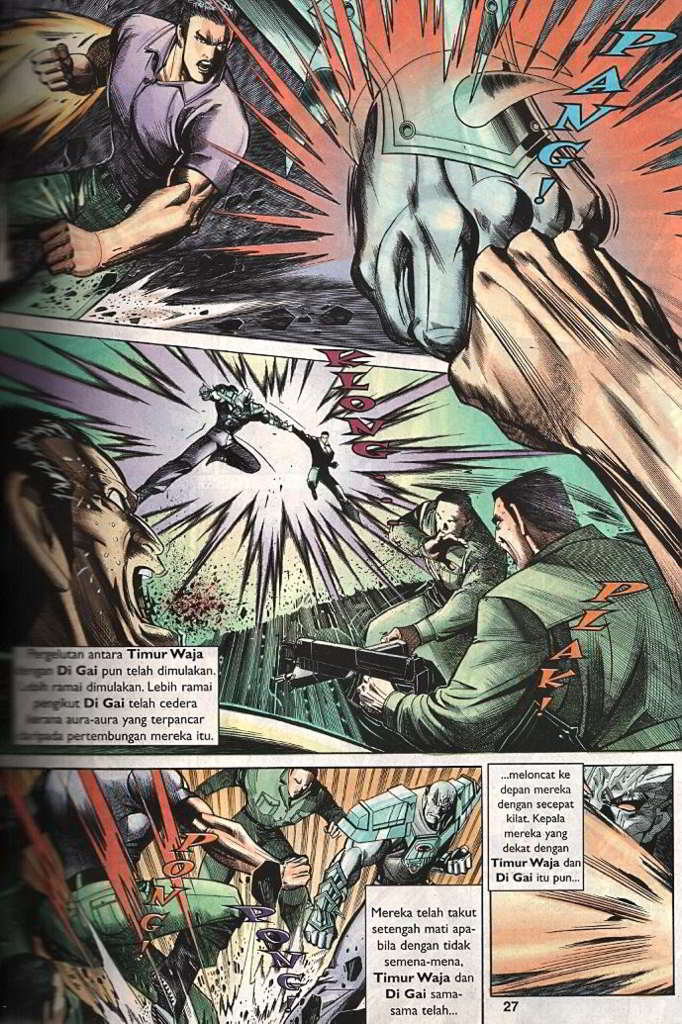 PANG!
KLONG...
PLAK!
Pergelutan antara Timur Waja
dengan Di Gai pun telah dimulakan.
Lebih ramai dimulakan. Lebih ramai
pengikut Di Gai telah cedera
kerana aura-aura yang terpancar
daripada pertembungan mereka itu.
PONG
PONG!
PONG!
Mereka telah takut
setengah mati apa-
bila dengan tidak
semena-mena,
Timur Waja dan
Di Gai sama-
sama telah...
...meloncat ke
depan mereka
dengan secepat
kilat. Kepala
mereka yang
dekat dengan
Timur Waja dan
Di Gai itu pun...
27